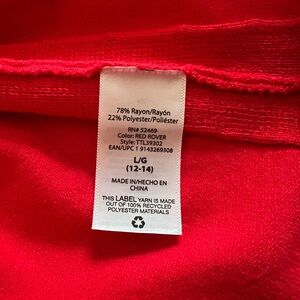 78% Rayon/Rayón
22% Polyester/Poliéster
RN# 52469
Color: RED ROVER
Style: TTL39302
EAN/UPC 1 9143269308
L/G
(12-14)
MADE IN/HECHO EN
CHINA
THIS LABEL YARN IS MADE
OUT OF 100% RECYCLED
POLYESTER MATERIALS